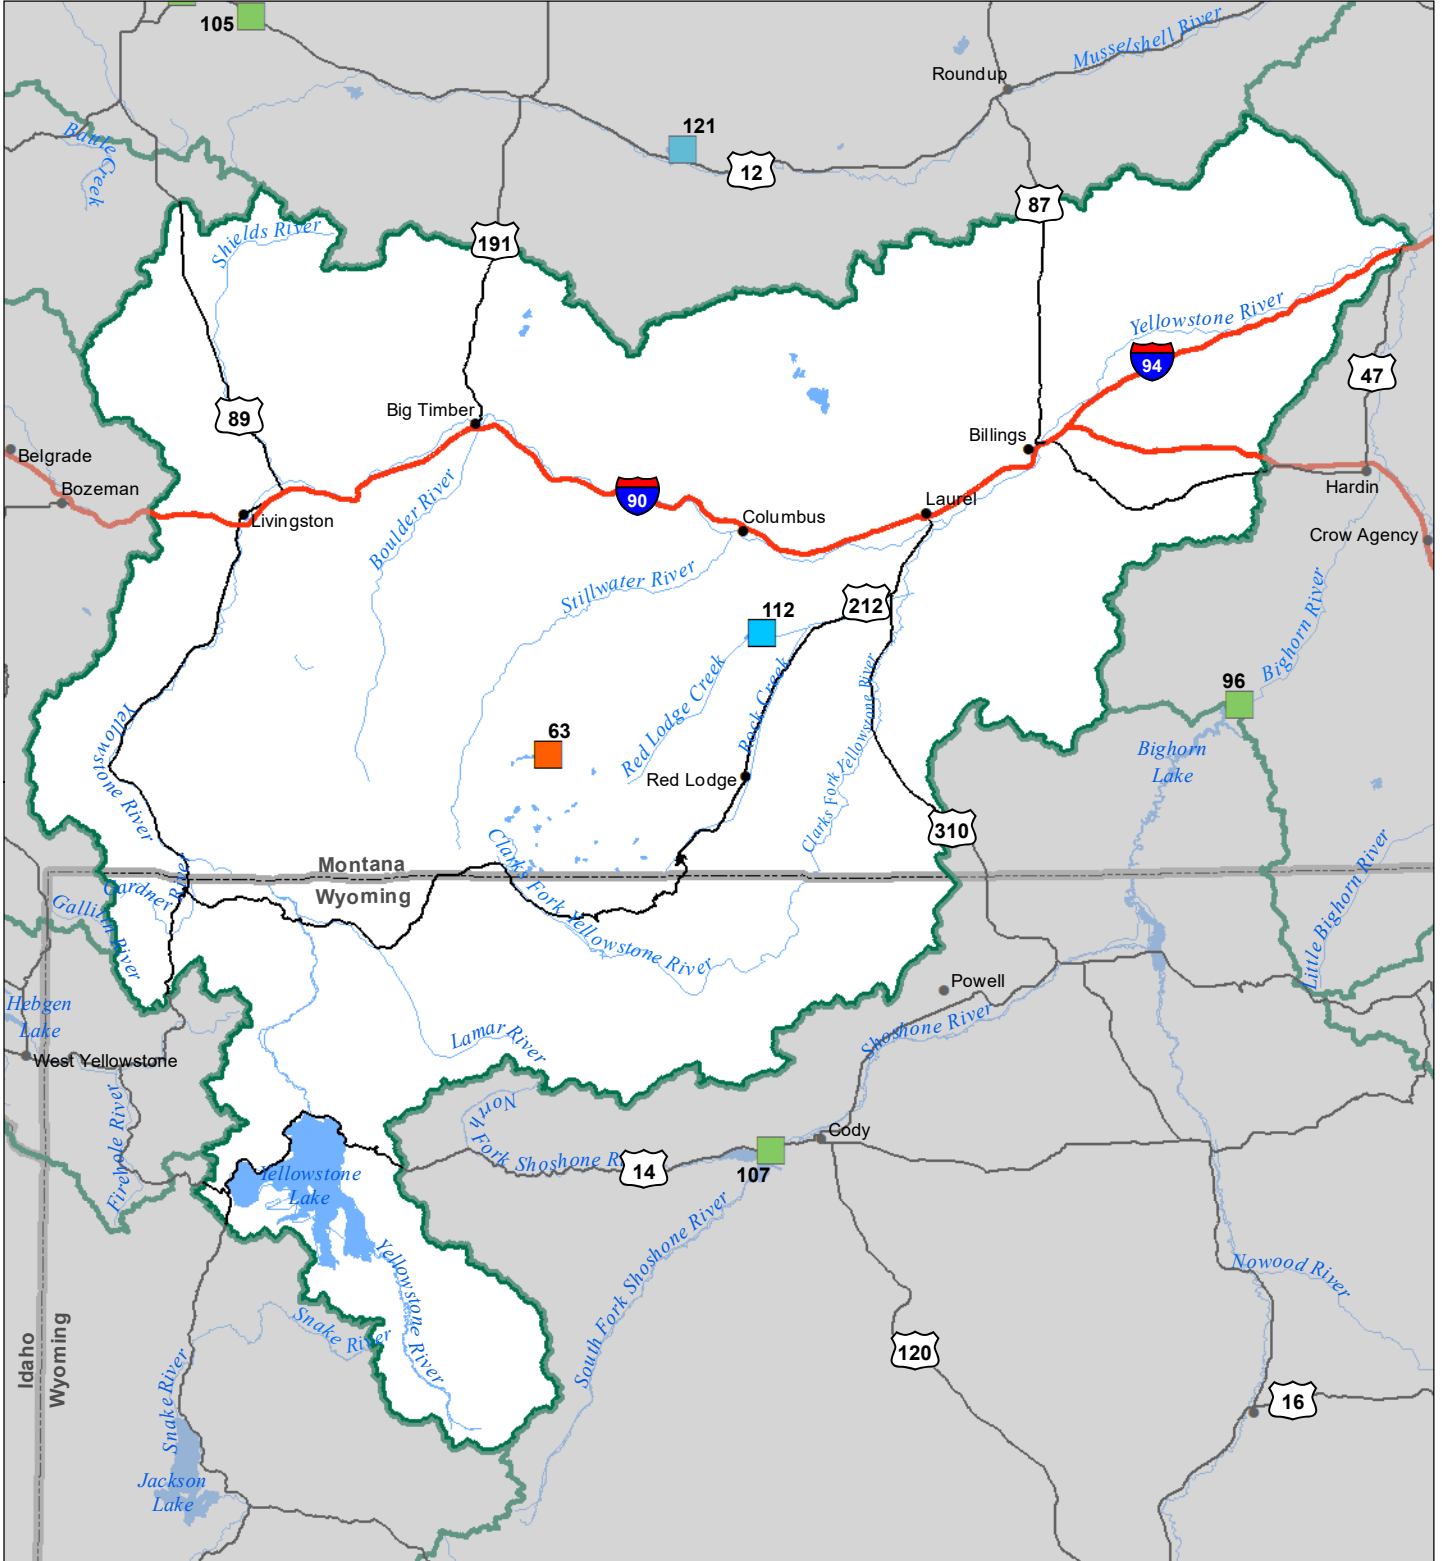 105
Musselshell River
Roundup
121
12
Battle
Creek
87
Shields River
191
Yellowstone River
94
47
89
Big Timber
Billings
Belgrade
Bozeman
90
Livingston
Columbus
Laurel
Hardin
Crow Agency
Boulder River
Stillwater River
212
112
Bighorn River
Red Lodge Creek
Rock Creek
Clarks Fork Yellowstone River
96
63
Yellowstone River
Bighorn
Lake
Red Lodge
310
Montana
Wyoming
Clarks Fork Yellowstone River
Gardner River
Gallatin River
Little Bighorn River
Powell
Hebgen
Lake
Shoshone River
Lamar River
West Yellowstone
Firehole River
North
Fork Shoshone R
14
Cody
107
Yellowstone
Lake
Yellowstone River
South Fork Shoshone River
Nowood River
Snake River
Idaho
Wyoming
120
Snake River
16
Jackson
Lake